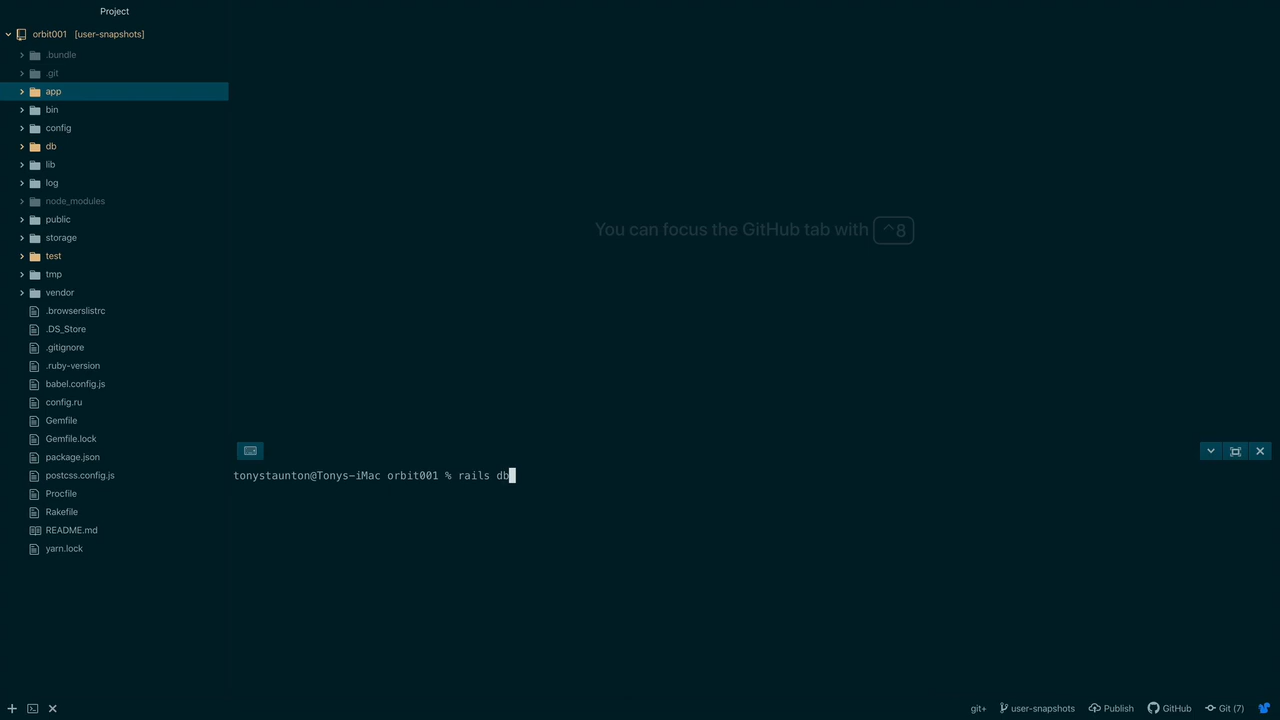 Project
orbit001 [user-snapshots]
.bundle
.git
app
bin
config
db
lib
log
node_modules
public
storage
test
tmp
vendor
.browserslistrc
.DS_Store
.gitignore
.ruby-version
babel.config.js
config.ru
Gemfile
Gemfile.lock
package.json
postcss.config.js
Procfile
Rakefile
README.md
yarn.lock
You can focus the GitHub tab with ^8
tonystaunton@Tonys-iMac orbit001 % rails db
git+ user-snapshots Publish GitHub Git (7)